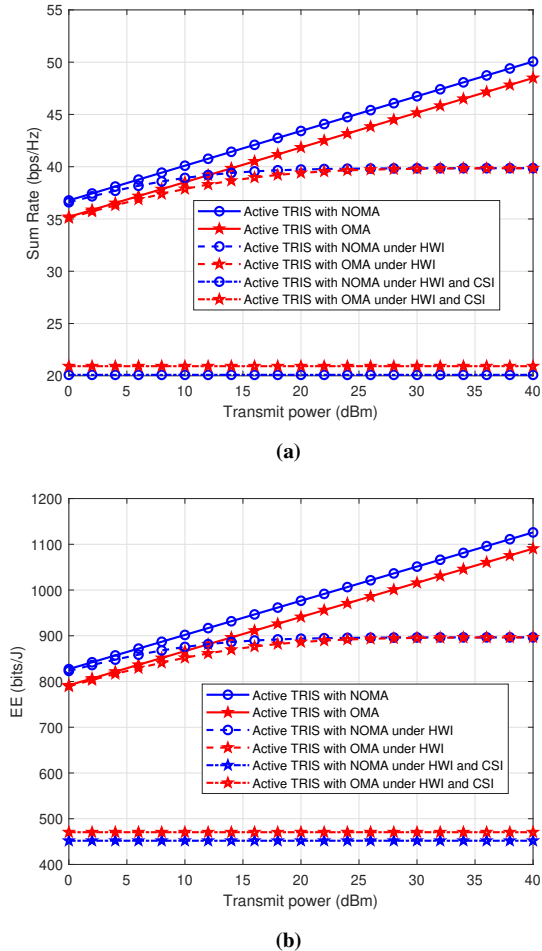 55
50
45
40
35
30
25
20
Sum Rate (bps/Hz)
Active TRIS with NOMA
Active TRIS with OMA
Active TRIS with NOMA under HWI
Active TRIS with OMA under HWI
Active TRIS with NOMA under HWI and CSI
Active TRIS with OMA under HWI and CSI
0 5 10 15 20 25 30 35 40
Transmit power (dBm)
(a)
1200
1100
1000
900
800
700
600
500
400
EE (bits/J)
Active TRIS with NOMA
Active TRIS with OMA
Active TRIS with NOMA under HWI
Active TRIS with OMA under HWI
Active TRIS with NOMA under HWI and CSI
Active TRIS with OMA under HWI and CSI
0 5 10 15 20 25 30 35 40
Transmit power (dBm)
(b)